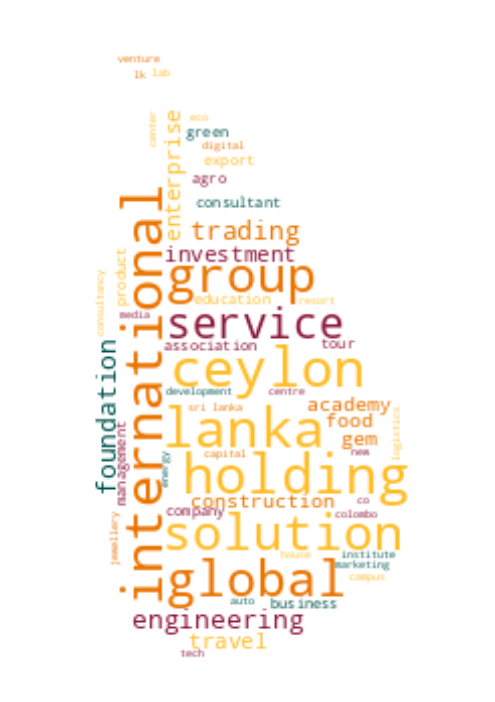 venture
lk lab
center
enterprise
eco
green
digital
export
agro
consultant
international
trading
investment
product
group
consultancy
education resort
media
service
association tour
foundation
ceylon
development centre
sri lanka
academy
lanka
food
logistics
management
gem
energy
capital
new
holding
construction
co
company
colombo
jewellery
solution
house
institute
marketing
global
campus
auto
business
engineering
travel
tech